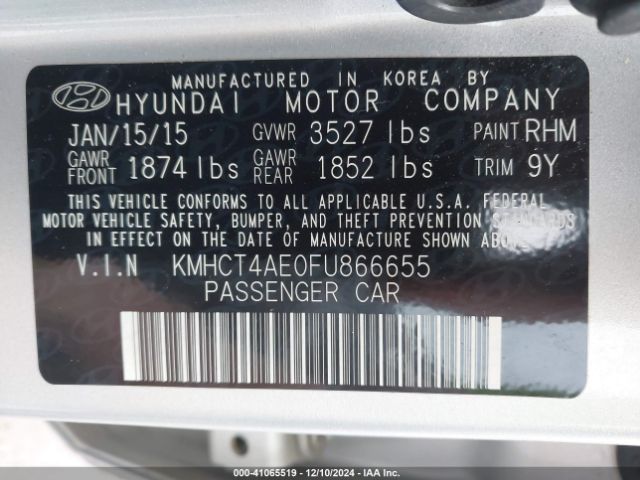 MANUFACTURED IN KOREA BY
HYUNDAI MOTOR COMPANY
JAN/15/15 GVWR 3527 lbs PAINT RHM
GAWR FRONT 1874 lbs GAWR REAR 1852 lbs TRIM 9Y
THIS VEHICLE CONFORMS TO ALL APPLICABLE U.S.A. FEDERAL
MOTOR VEHICLE SAFETY, BUMPER, AND THEFT PREVENTION STANDARDS
IN EFFECT ON THE DATE OF MANUFACTURE SHOWN ABOVE.
V.I.N KMHCT4AE0FU866655
PASSENGER CAR
000-41065519 - 12/10/2024 - IAA Inc.